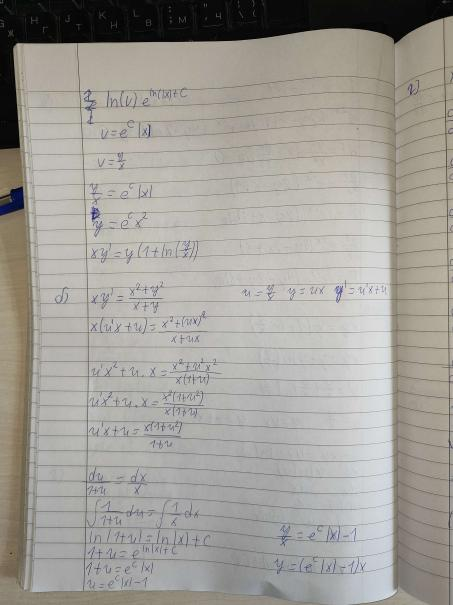 ln(v) e^{ln|x|+C}
v = e^c |x|
v = y/x
y/x = e^c |x|
y = e^c x^2
xy' = y(1+ln(y/x))
б) xy' = (x^2+y^2)/(x+y)    u = y/x  y = ux  y' = u'x+u
x(u'x+u) = (x^2+(ux)^2)/(x+ux)
u'x^2+u·x = (x^2+u^2x^2)/(x(1+u))
u'x^2+u·x = x^2(1+u^2)/(x(1+u))
u'x+u = x(1+u^2)/(1+u)
du/(1+u) = dx/x
∫ 1/(1+u) du = ∫ 1/x dx
ln|1+u| = ln|x|+C    y/x = e^c |x|-1
1+u = e^{ln|x|+C}
1+u = e^c |x|    y = (e^c |x|-1)x
u = e^c |x|-1